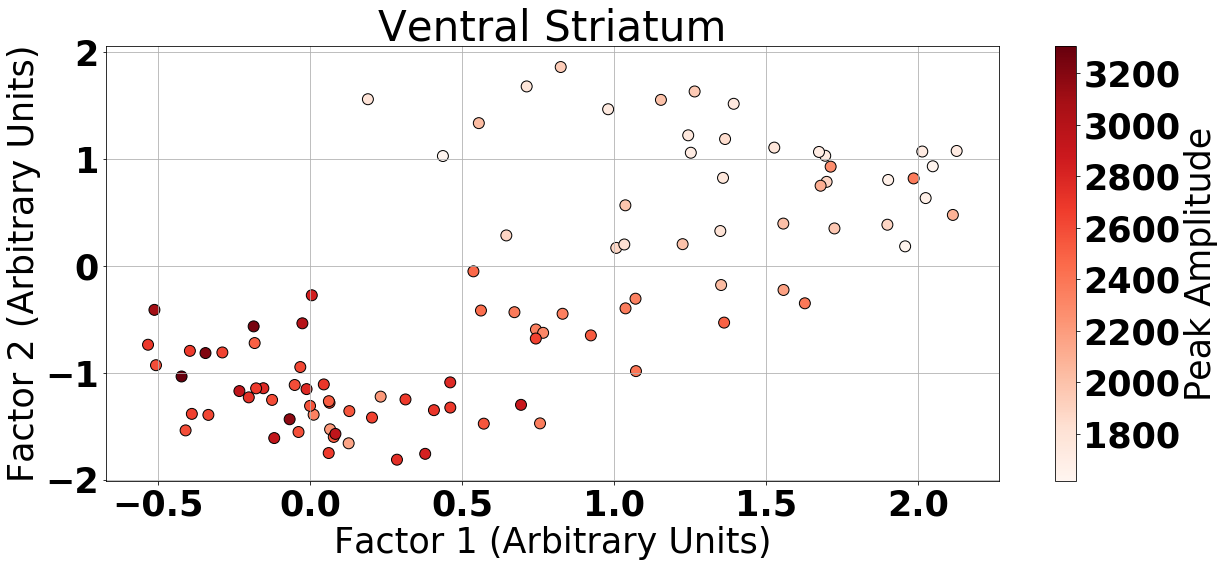 Ventral Striatum
Factor 2 (Arbitrary Units)
2
1
0
−1
−2
−0.5 0.0 0.5 1.0 1.5 2.0
Factor 1 (Arbitrary Units)
3200
3000
2800
2600
2400
2200
2000
1800
Peak Amplitude